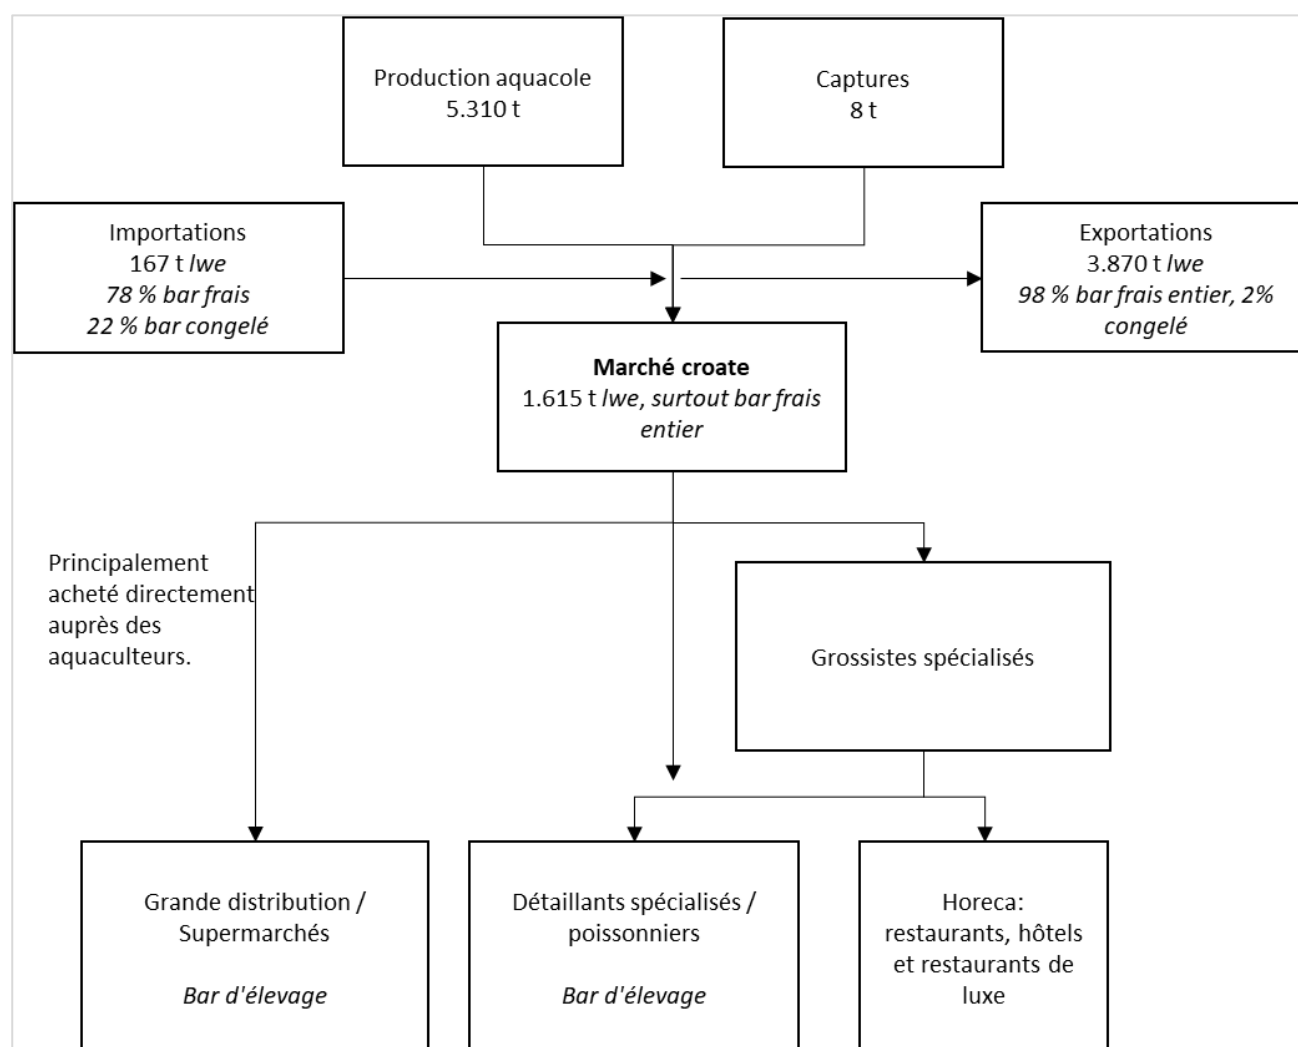 Production aquacole
5.310 t
Captures
8 t
Importations
167 t lwe
78 % bar frais
22 % bar congelé
Exportations
3.870 t lwe
98 % bar frais entier, 2%
congelé
Marché croate
1.615 t lwe, surtout bar frais
entier
Principalement
acheté directement
auprès des
aquaculteurs.
Grossistes spécialisés
Grande distribution /
Supermarchés
Bar d'élevage
Détaillants spécialisés /
poissonniers
Bar d'élevage
Horeca:
restaurants, hôtels
et restaurants de
luxe